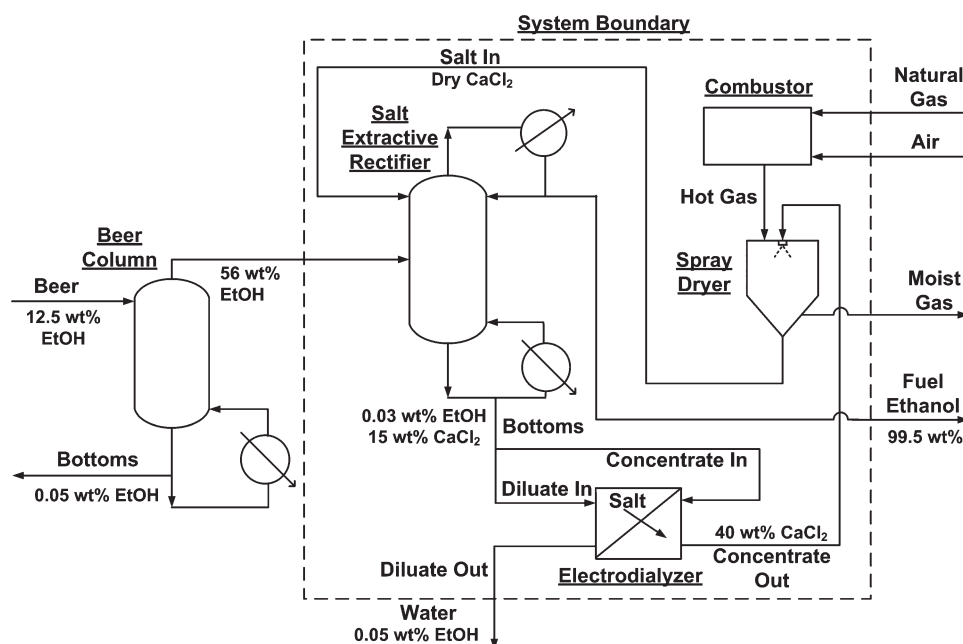 System Boundary
Salt In
Dry CaCl₂
Combustor
Natural
Gas
Air
Salt
Extractive
Rectifier
Hot Gas
Beer
Column
56 wt%
EtOH
Beer
12.5 wt%
EtOH
Spray
Dryer
Moist
Gas
Fuel
Ethanol
99.5 wt%
0.03 wt% EtOH
15 wt% CaCl₂
Bottoms
Bottoms
0.05 wt% EtOH
Concentrate In
Diluate In
Salt
40 wt% CaCl₂
Concentrate
Out
Diluate Out
Electrodialyzer
Water
0.05 wt% EtOH